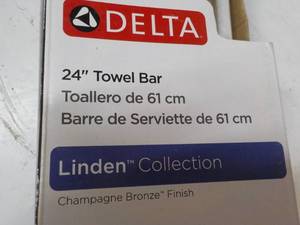 DELTA
24" Towel Bar
Toallero de 61 cm
Barre de Serviette de 61 cm
Linden™ Collection
Champagne Bronze™ Finish